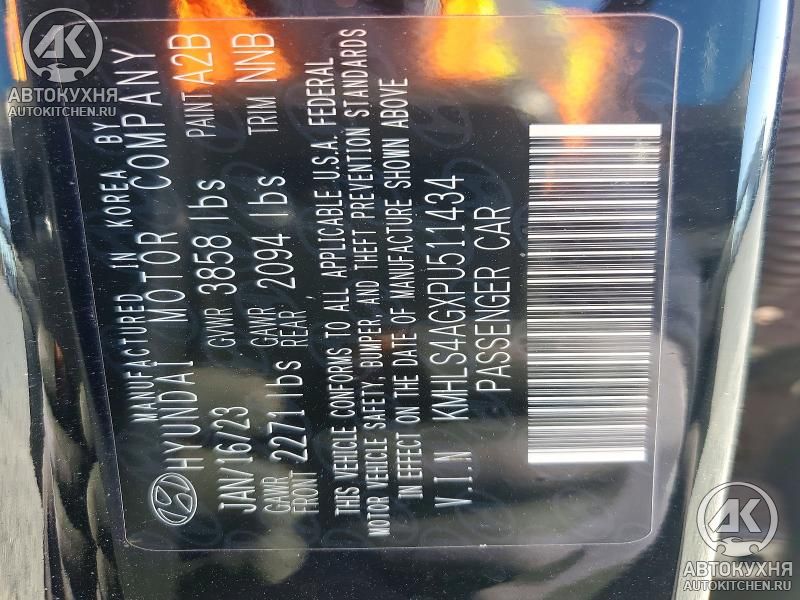 MANUFACTURED IN KOREA BY
HYUNDAI MOTOR COMPANY
JAN/16/23 GVWR 3858 lbs PAINT A2B
GAWR FRONT 2271 lbs GAWR REAR 2094 lbs TRIM NNB
THIS VEHICLE CONFORMS TO ALL APPLICABLE U.S.A. FEDERAL
MOTOR VEHICLE SAFETY, BUMPER, AND THEFT PREVENTION STANDARDS
IN EFFECT ON THE DATE OF MANUFACTURE SHOWN ABOVE
V.I.N KMHLS4AGXPU511434
PASSENGER CAR
АК
АВТОКУХНЯ
AUTOKITCHEN.RU
АК
АВТОКУХНЯ
AUTOKITCHEN.RU